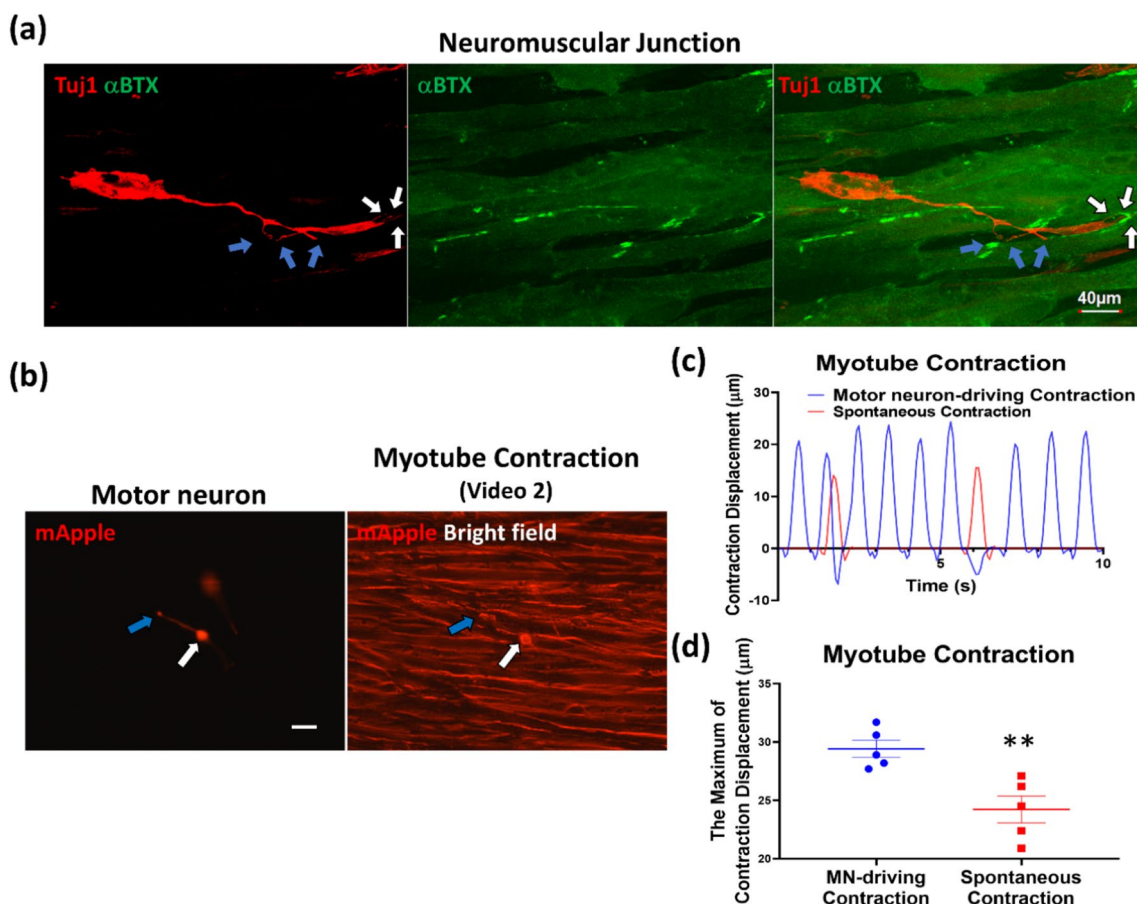 (a)
Neuromuscular Junction
Tuj1 αBTX
αBTX
Tuj1 αBTX
40μm
(b)
Motor neuron
mApple
Myotube Contraction
(Video 2)
mApple Bright field
(c)
Myotube Contraction
Motor neuron-driving Contraction
Spontaneous Contraction
Contraction Displacement (μm)
30
20
10
0
-10
5
10
Time (s)
(d)
Myotube Contraction
The Maximum of
Contraction Displacement (μm)
35
30
25
20
**
MN-driving
Contraction
Spontaneous
Contraction